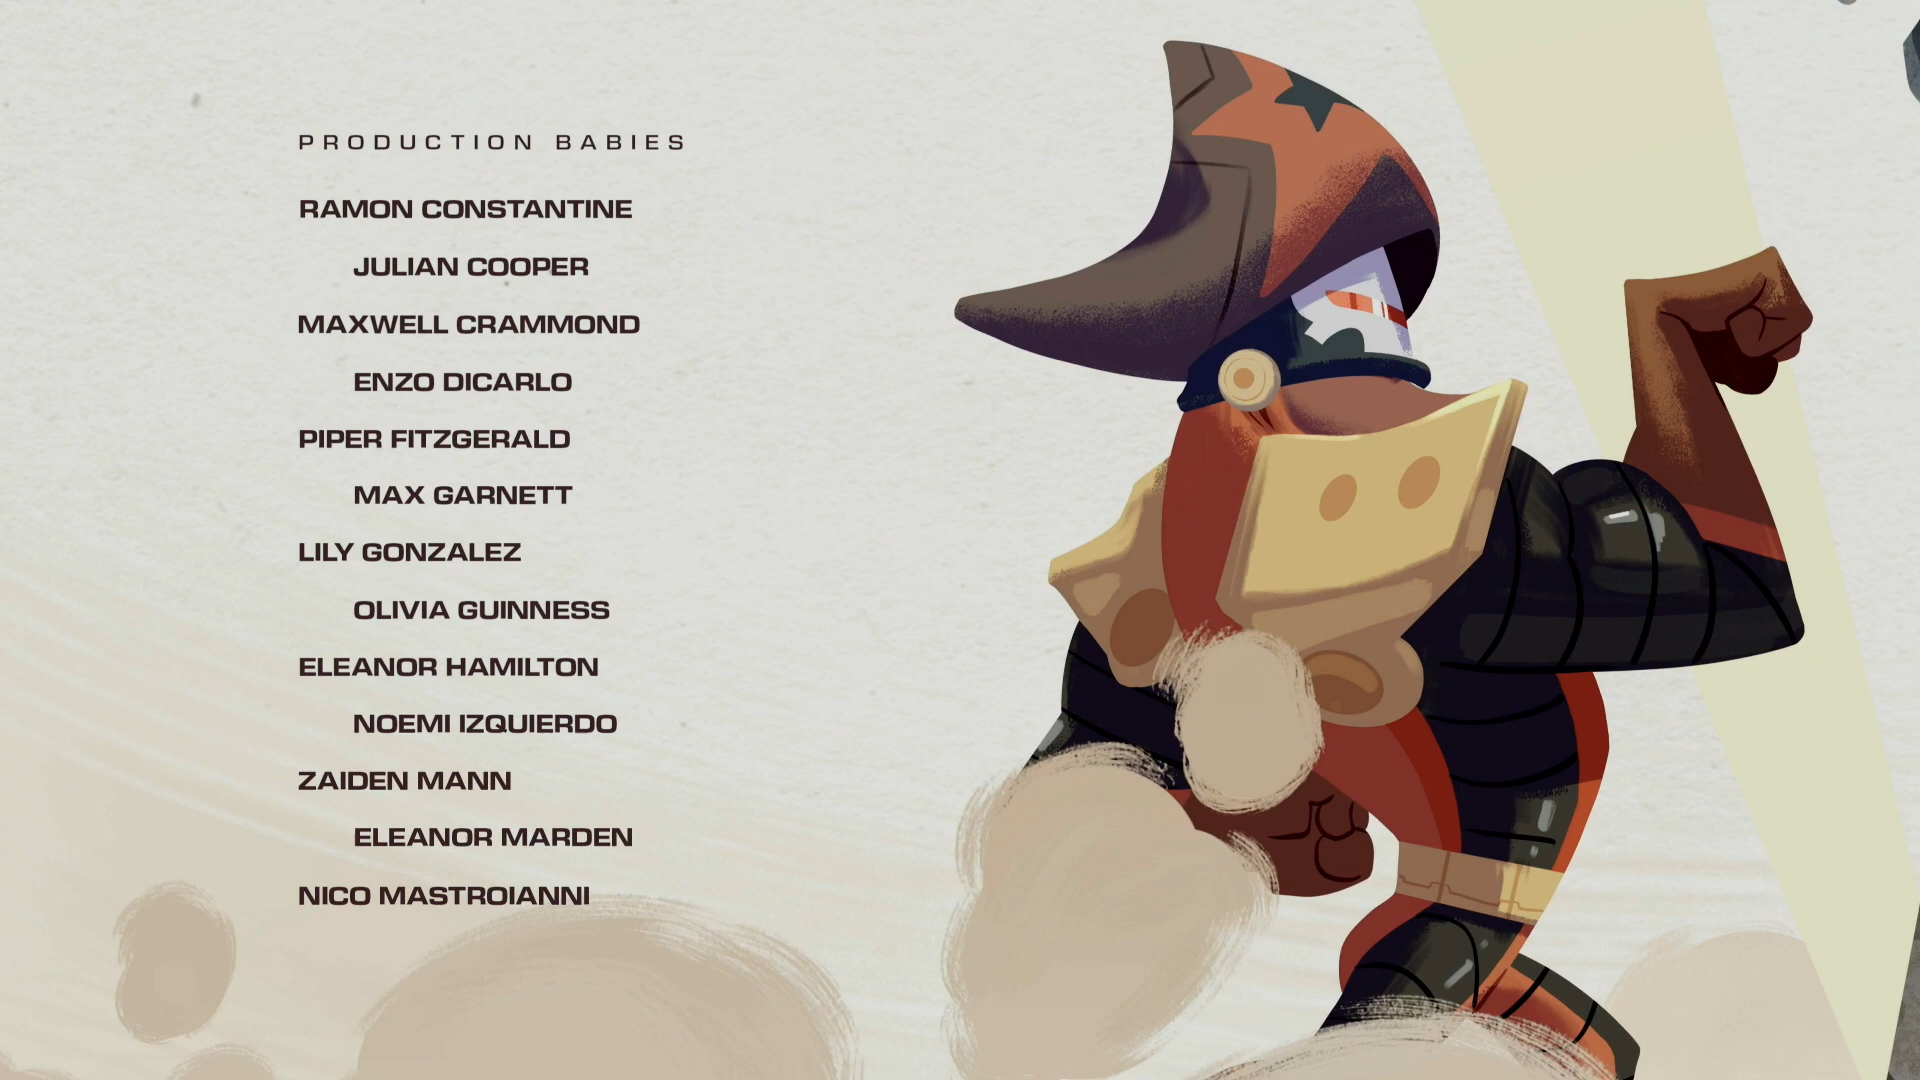 PRODUCTION BABIES
RAMON CONSTANTINE
JULIAN COOPER
MAXWELL CRAMMOND
ENZO DICARLO
PIPER FITZGERALD
MAX GARNETT
LILY GONZALEZ
OLIVIA GUINNESS
ELEANOR HAMILTON
NOEMI IZQUIERDO
ZAIDEN MANN
ELEANOR MARDEN
NICO MASTROIANNI